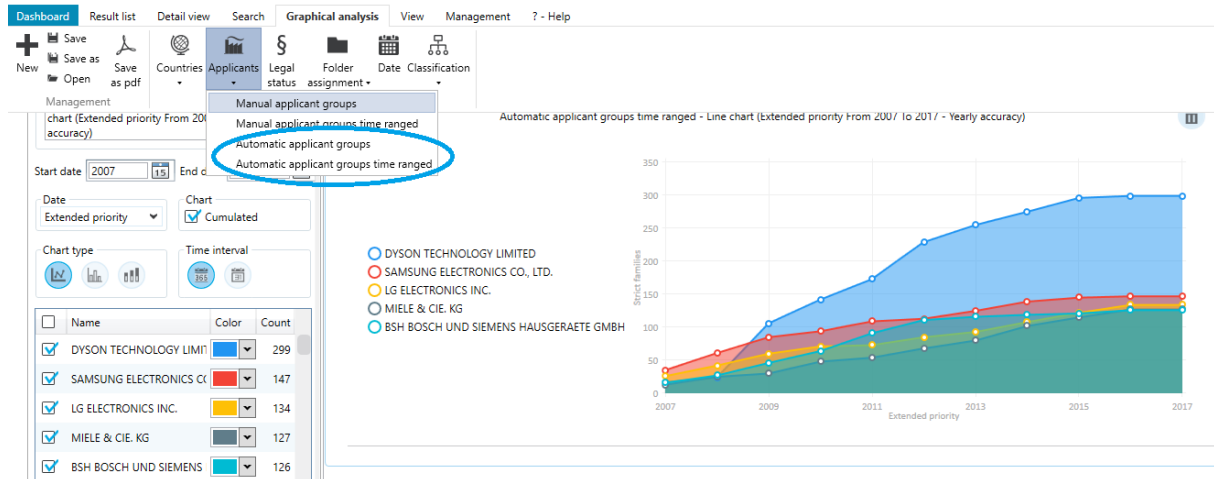 Dashboard Result list Detail view Search Graphical analysis View Management ? - Help
New
Save
Save as
Open
Save as pdf
Countries
Applicants
Legal status
Folder assignment
Date
Classification
Management
Manual applicant groups
Manual applicant groups time ranged
Automatic applicant groups
Automatic applicant groups time ranged
chart (Extended priority From 200
accuracy)
Start date 2007 15 End d
Date
Extended priority
Chart
Cumulated
Chart type
Time interval
365
Name Color Count
DYSON TECHNOLOGY LIMIT 299
SAMSUNG ELECTRONICS CO 147
LG ELECTRONICS INC. 134
MIELE & CIE. KG 127
BSH BOSCH UND SIEMENS 126
Automatic applicant groups time ranged - Line chart (Extended priority From 2007 To 2017 - Yearly accuracy)
DYSON TECHNOLOGY LIMITED
SAMSUNG ELECTRONICS CO., LTD.
LG ELECTRONICS INC.
MIELE & CIE. KG
BSH BOSCH UND SIEMENS HAUSGERAETE GMBH
Strict families
350
300
250
200
150
100
50
0
2007 2009 2011 2013 2015 2017
Extended priority